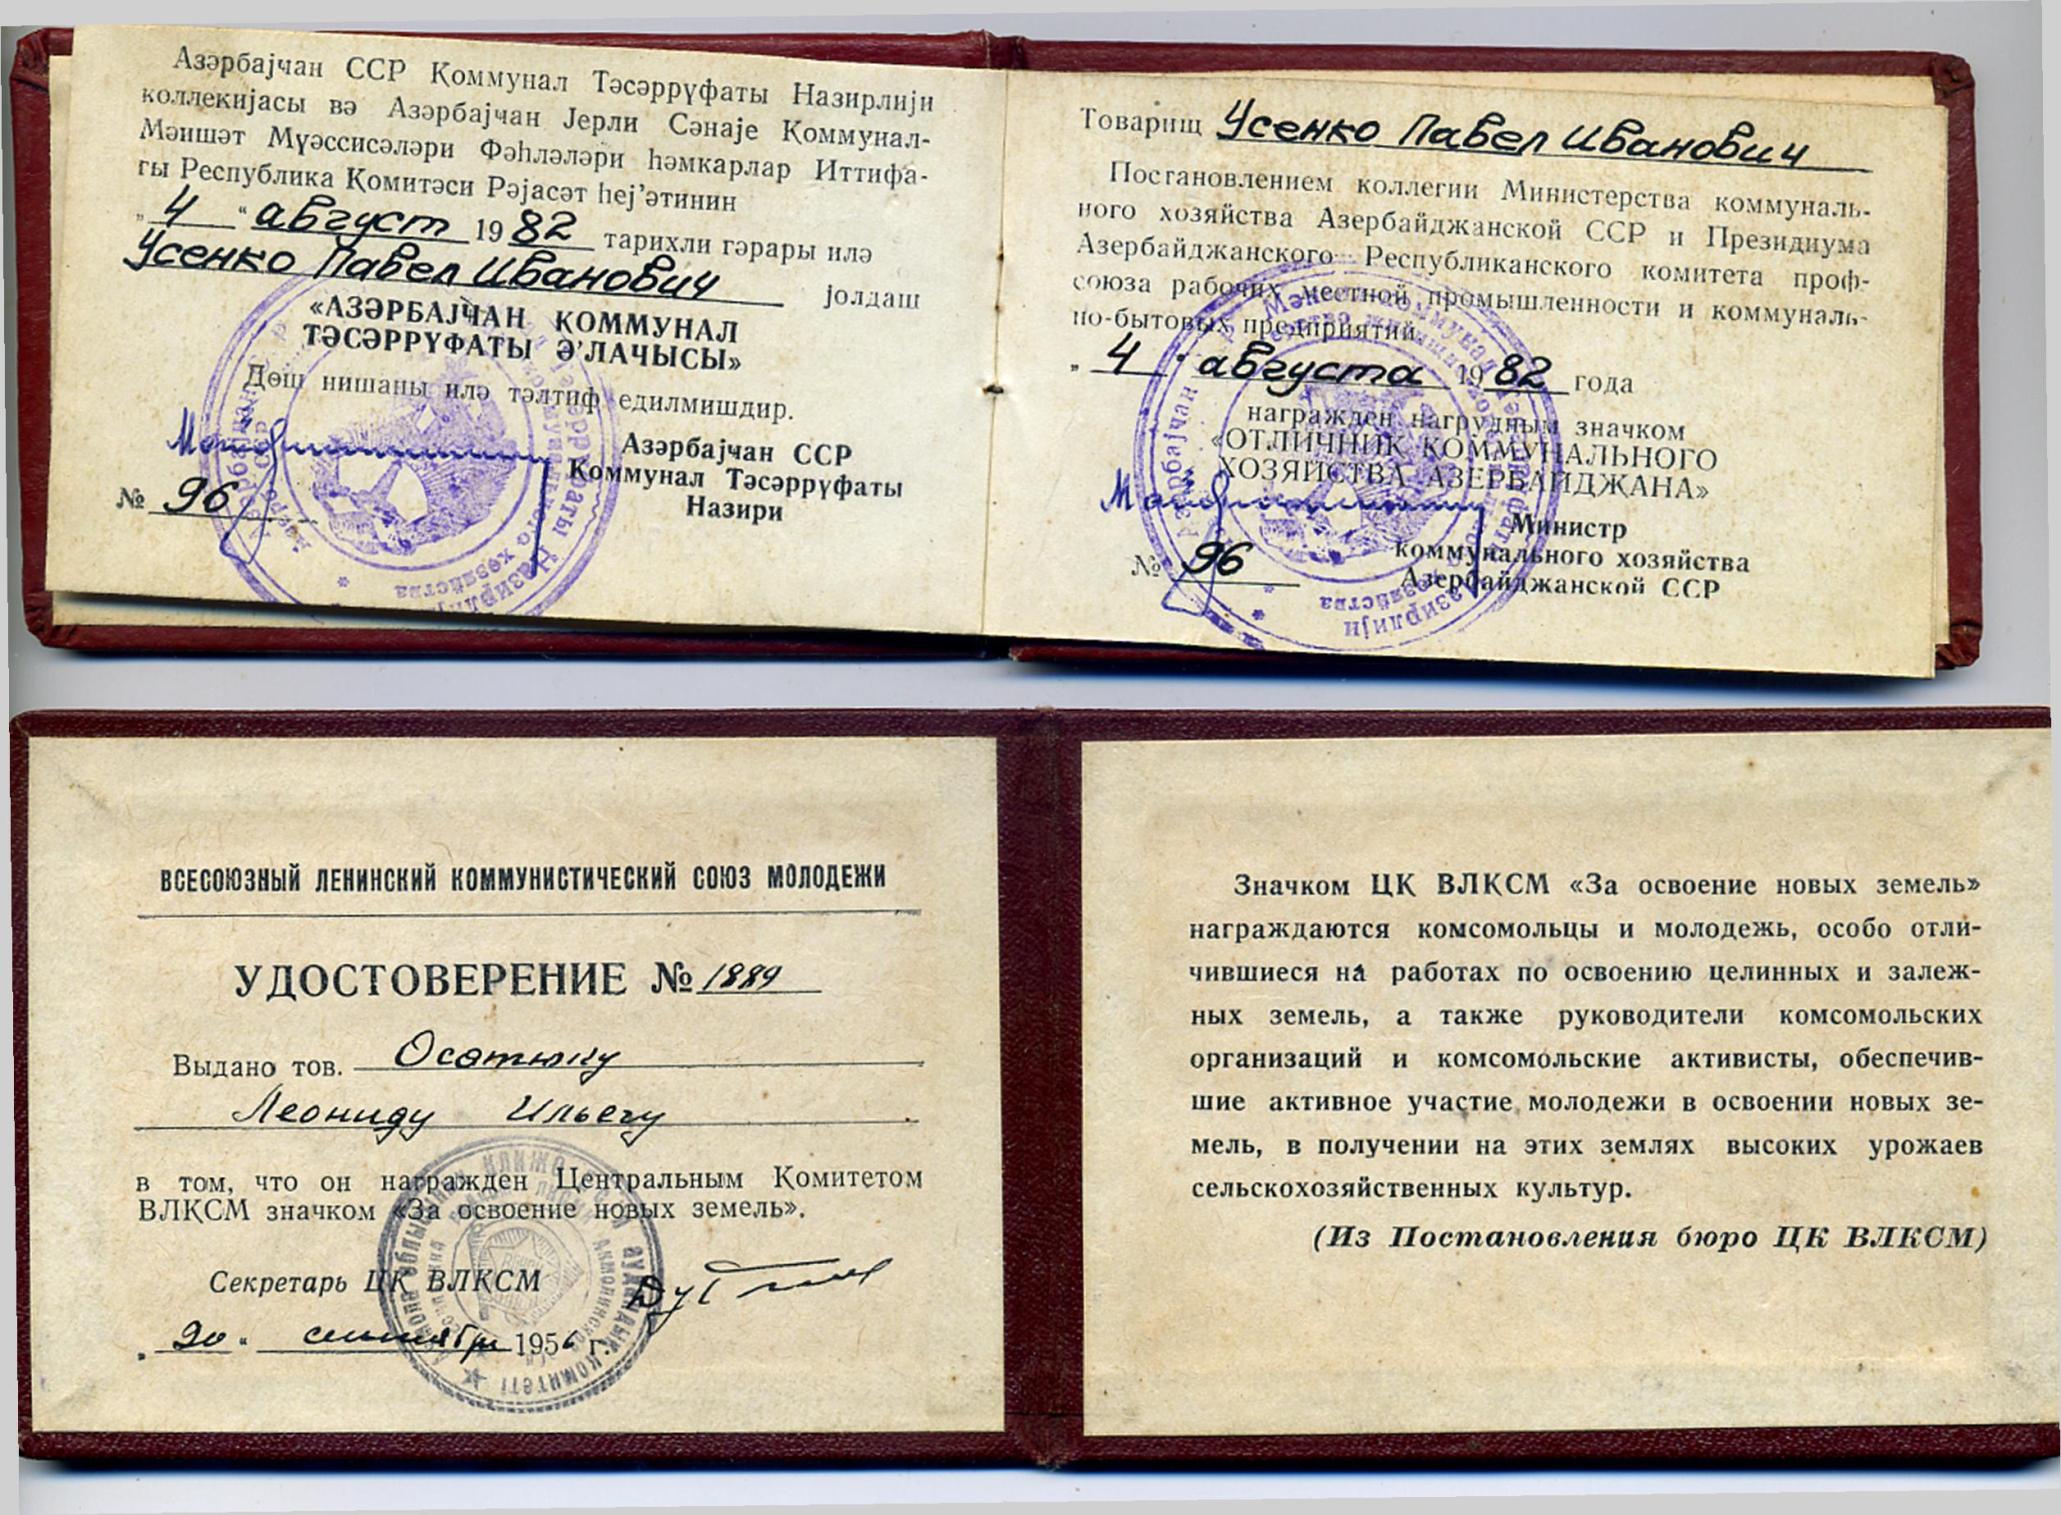 Азәрбајҹан ССР Коммунал Тәсәррүфаты Назирлији
коллекијасы вә Азәрбајҹан Јерли Сәнаје Коммунал-
Мәишәт Мүәссисәләри Фәһләләри һәмкарлар Иттифа-
гы Республика Комитәси Рәјасәт һеј’әтинин
„ 4 “ август 1982 тарихли гәрары илә
Усенко Павел Иванович јолдаш
«АЗӘРБАЈҸАН КОММУНАЛ
ТӘСӘРРҮФАТЫ Ә’ЛАЧЫСЫ»
Дөш нишаны илә тәлтиф едилмишдир.
Азәрбајҹан ССР
Коммунал Тәсәррүфаты
Назири
№ 96
Товарищ Усенко Павел Иванович
Постановлением коллегии Министерства коммуналь-
ного хозяйства Азербайджанской ССР и Президиума
Азербайджанского Республиканского комитета проф-
союза рабочих местной промышленности и коммуналь-
но-бытовых предприятий
„ 4 “ августа 1982 года
награжден нагрудным значком
«ОТЛИЧНИК КОММУНАЛЬНОГО
ХОЗЯЙСТВА АЗЕРБАЙДЖАНА»
Министр
коммунального хозяйства
Азербайджанской ССР
№ 96
ВСЕСОЮЗНЫЙ ЛЕНИНСКИЙ КОММУНИСТИЧЕСКИЙ СОЮЗ МОЛОДЕЖИ
УДОСТОВЕРЕНИЕ № 1889
Выдано тов. Осатюку
Леониду Ильичу
в том, что он награжден Центральным Комитетом
ВЛКСМ значком «За освоение новых земель».
Секретарь ЦК ВЛКСМ
„ 20 “ сентября 1956 г.
Значком ЦК ВЛКСМ «За освоение новых земель»
награждаются комсомольцы и молодежь, особо отли-
чившиеся на работах по освоению целинных и залеж-
ных земель, а также руководители комсомольских
организаций и комсомольские активисты, обеспечив-
шие активное участие молодежи в освоении новых зе-
мель, в получении на этих землях высоких урожаев
сельскохозяйственных культур.
(Из Постановления бюро ЦК ВЛКСМ)